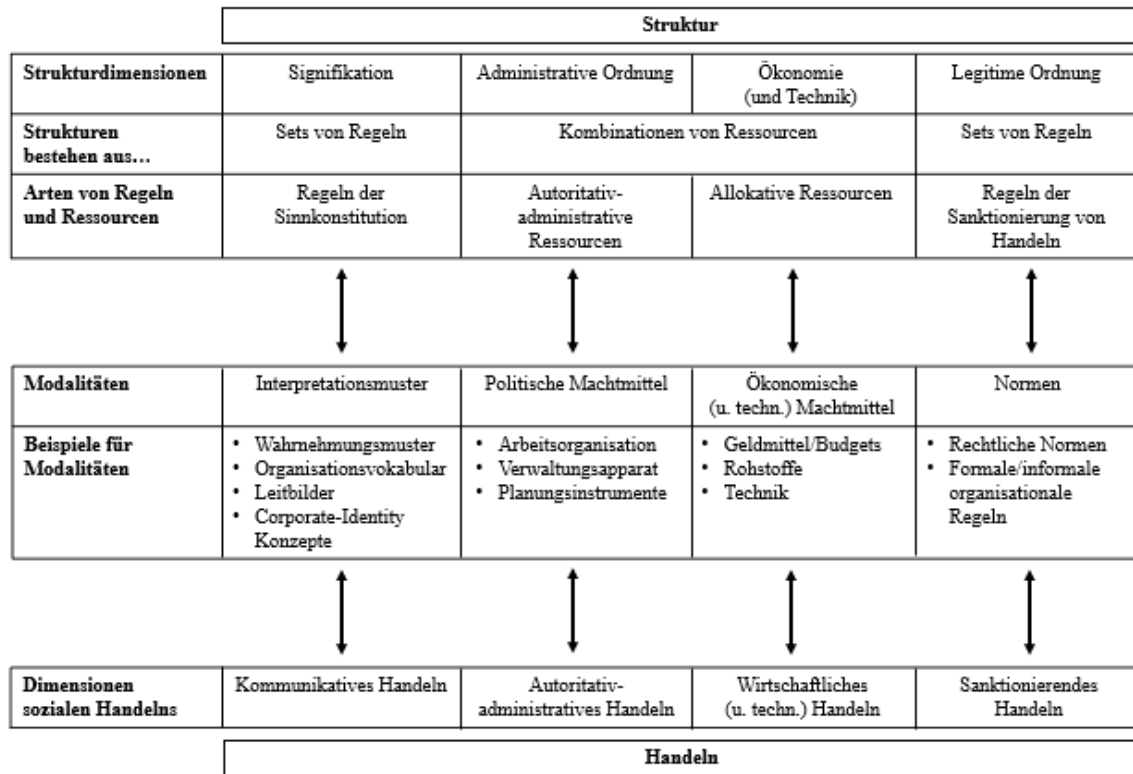 Struktur
Strukturdimensionen
Signifikation
Administrative Ordnung
Ökonomie
(und Technik)
Legitime Ordnung
Strukturen
bestehen aus...
Sets von Regeln
Kombinationen von Ressourcen
Sets von Regeln
Arten von Regeln
und Ressourcen
Regeln der
Sinnkonstitution
Autoritativ-
administrative
Ressourcen
Allokative Ressourcen
Regeln der
Sanktionierung von
Handeln
Modalitäten
Interpretationsmuster
Politische Machtmittel
Ökonomische
(u. techn.) Machtmittel
Normen
Beispiele für
Modalitäten
• Wahrnehmungsmuster
• Organisationsvokabular
• Leitbilder
• Corporate-Identity
Konzepte
• Arbeitsorganisation
• Verwaltungsapparat
• Planungsinstrumente
• Geldmittel/Budgets
• Rohstoffe
• Technik
• Rechtliche Normen
• Formale/informale
organisationale
Regeln
Dimensionen
sozialen Handelns
Kommunikatives Handeln
Autoritativ-
administratives Handeln
Wirtschaftliches
(u. techn.) Handeln
Sanktionierendes
Handeln
Handeln